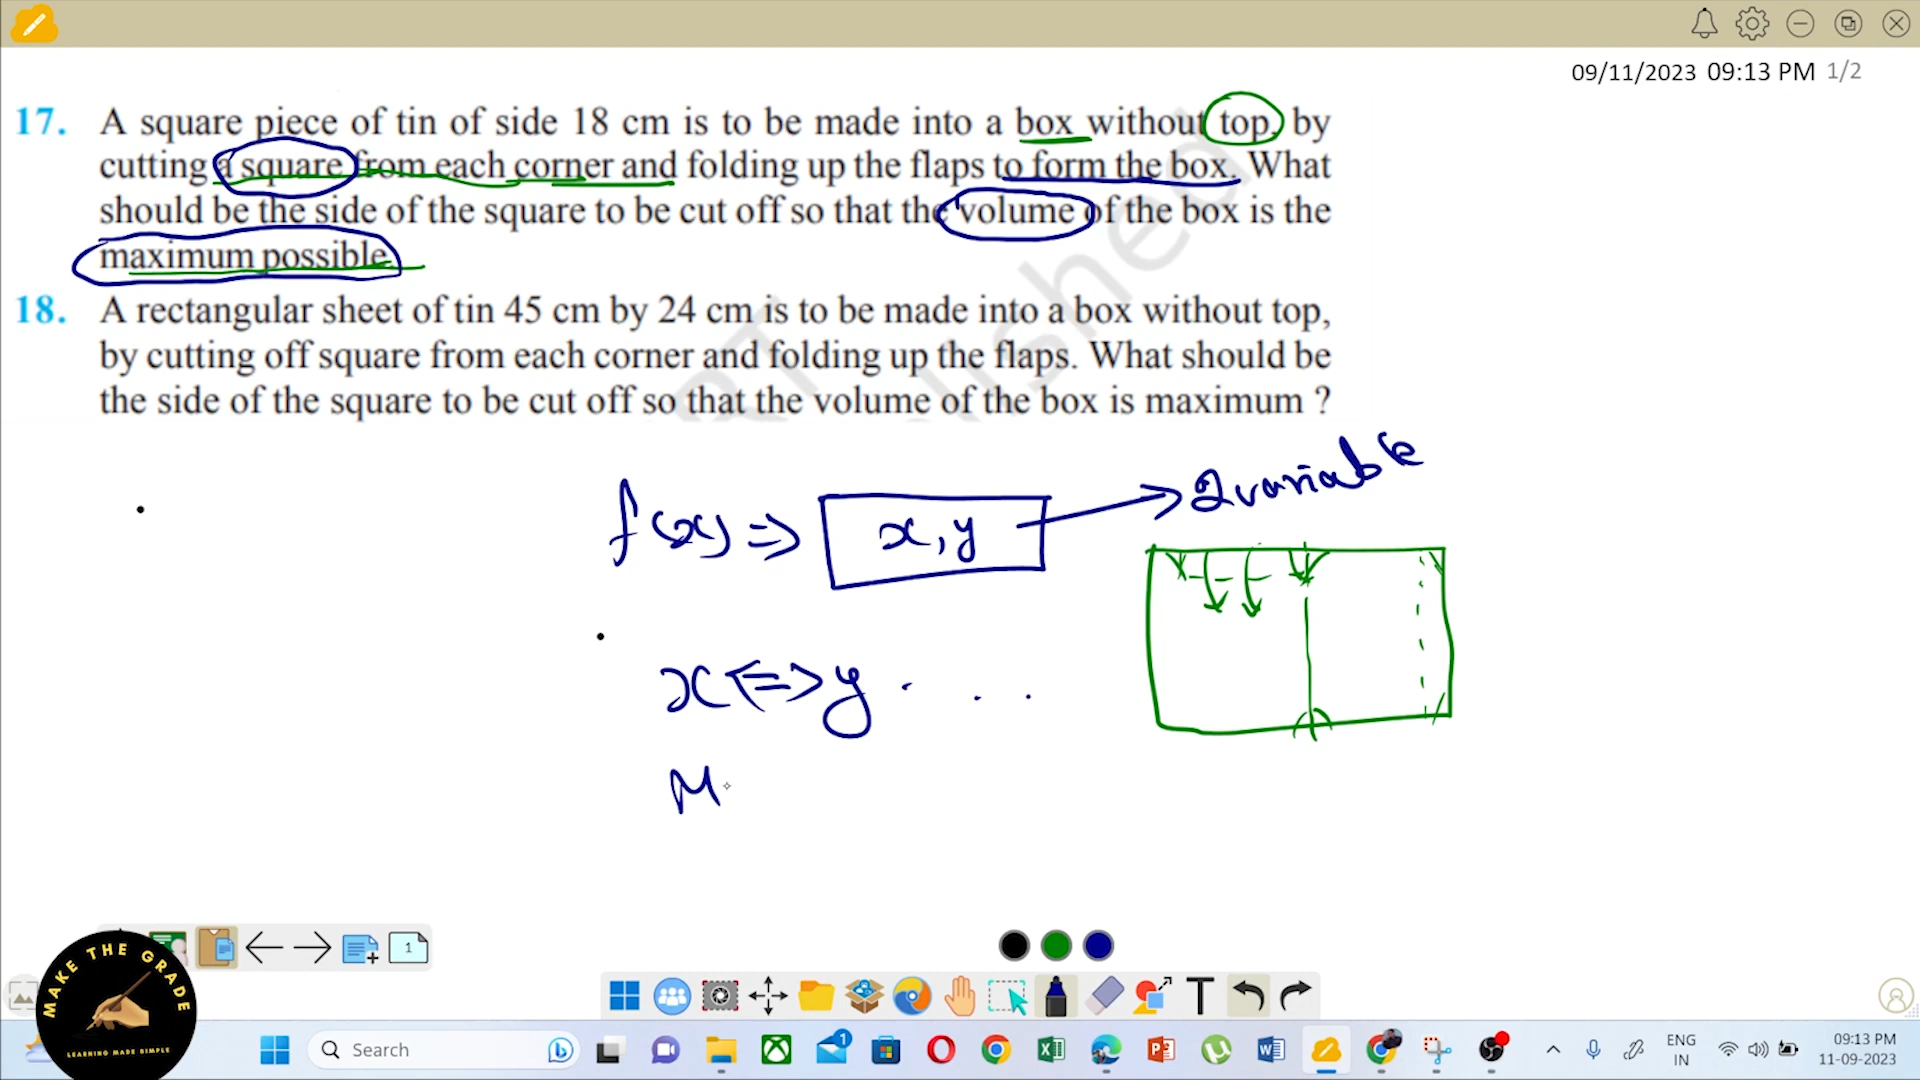 09/11/2023 09:13 PM 1/2
17. A square piece of tin of side 18 cm is to be made into a box without top, by
cutting a square from each corner and folding up the flaps to form the box. What
should be the side of the square to be cut off so that the volume of the box is the
maximum possible
18. A rectangular sheet of tin 45 cm by 24 cm is to be made into a box without top,
by cutting off square from each corner and folding up the flaps. What should be
the side of the square to be cut off so that the volume of the box is maximum ?
f(x) => x, y → 2 variable
x <=> y . . .
M
1
MAKE THE GRADE
LEARNING MADE SIMPLE
Search
1
ENG
IN
09:13 PM
11-09-2023